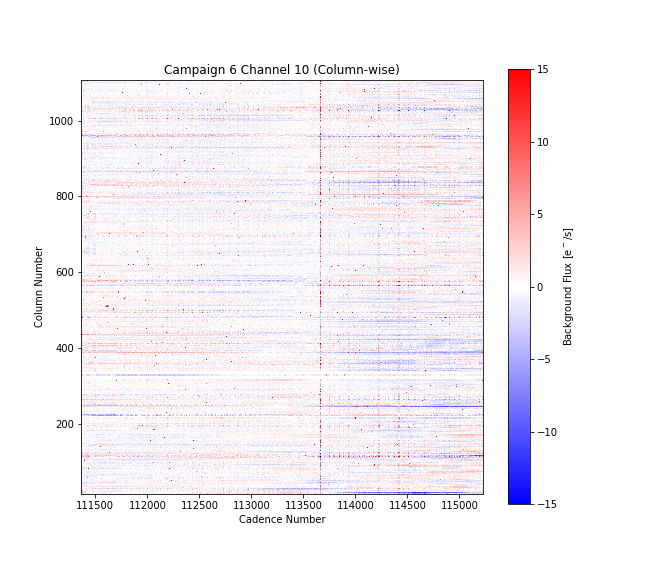 Campaign 6 Channel 10 (Column-wise)
1000
800
600
400
200
Column Number
111500 112000 112500 113000 113500 114000 114500 115000
Cadence Number
15
10
5
0
−5
−10
−15
Background Flux [e⁻/s]